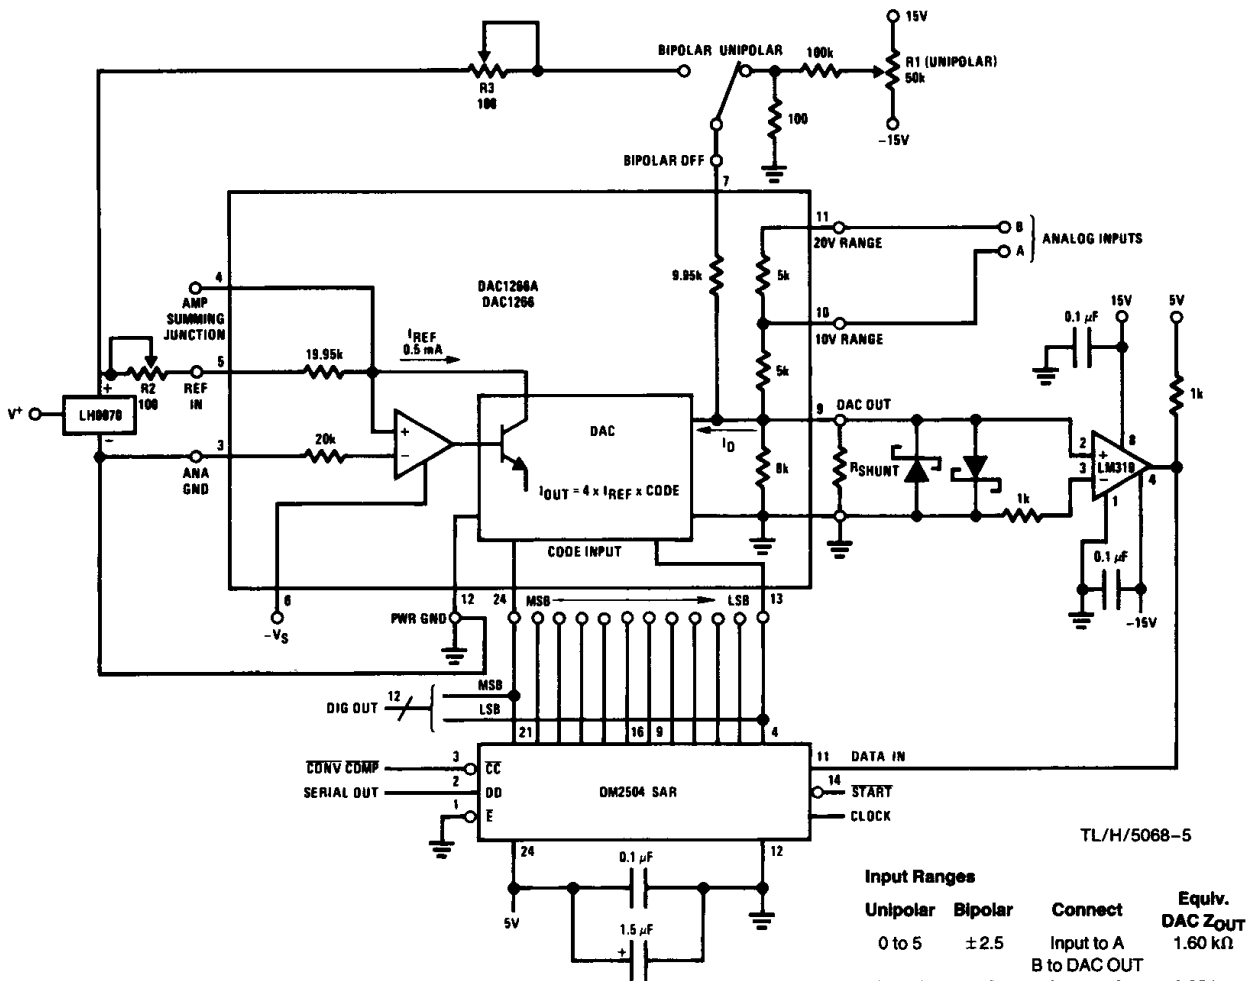 15V
BIPOLAR UNIPOLAR
100k
R1 (UNIPOLAR)
50k
R3
100
100
-15V
BIPOLAR OFF
7
11
20V RANGE
B
A
ANALOG INPUTS
4
AMP
SUMMING
JUNCTION
DAC1266A
DAC1266
9.95k
5k
10
10V RANGE
15V
5V
0.1 µF
IREF
0.5 mA
5
19.95k
R2
100
REF
IN
5k
1k
V+
LH0070
+
-
DAC
9
DAC OUT
ID
3
20k
ANA
GND
+
-
8k
RSHUNT
2
3
+
-
LM319
8
4
1
IOUT = 4 x IREF x CODE
1k
CODE INPUT
0.1 µF
-15V
6
-VS
12
24
MSB
LSB
13
PWR GND
DIG OUT
12
MSB
LSB
21
16
9
4
CONV COMP
3
CC
11
DATA IN
SERIAL OUT
2
DD
DM2504 SAR
14
START
1
E
CLOCK
24
12
TL/H/5068-5
0.1 µF
5V
1.5 µF
+
Input Ranges
Unipolar Bipolar Connect Equiv. DAC ZOUT
0 to 5 ±2.5 Input to A 1.60 kΩ
B to DAC OUT